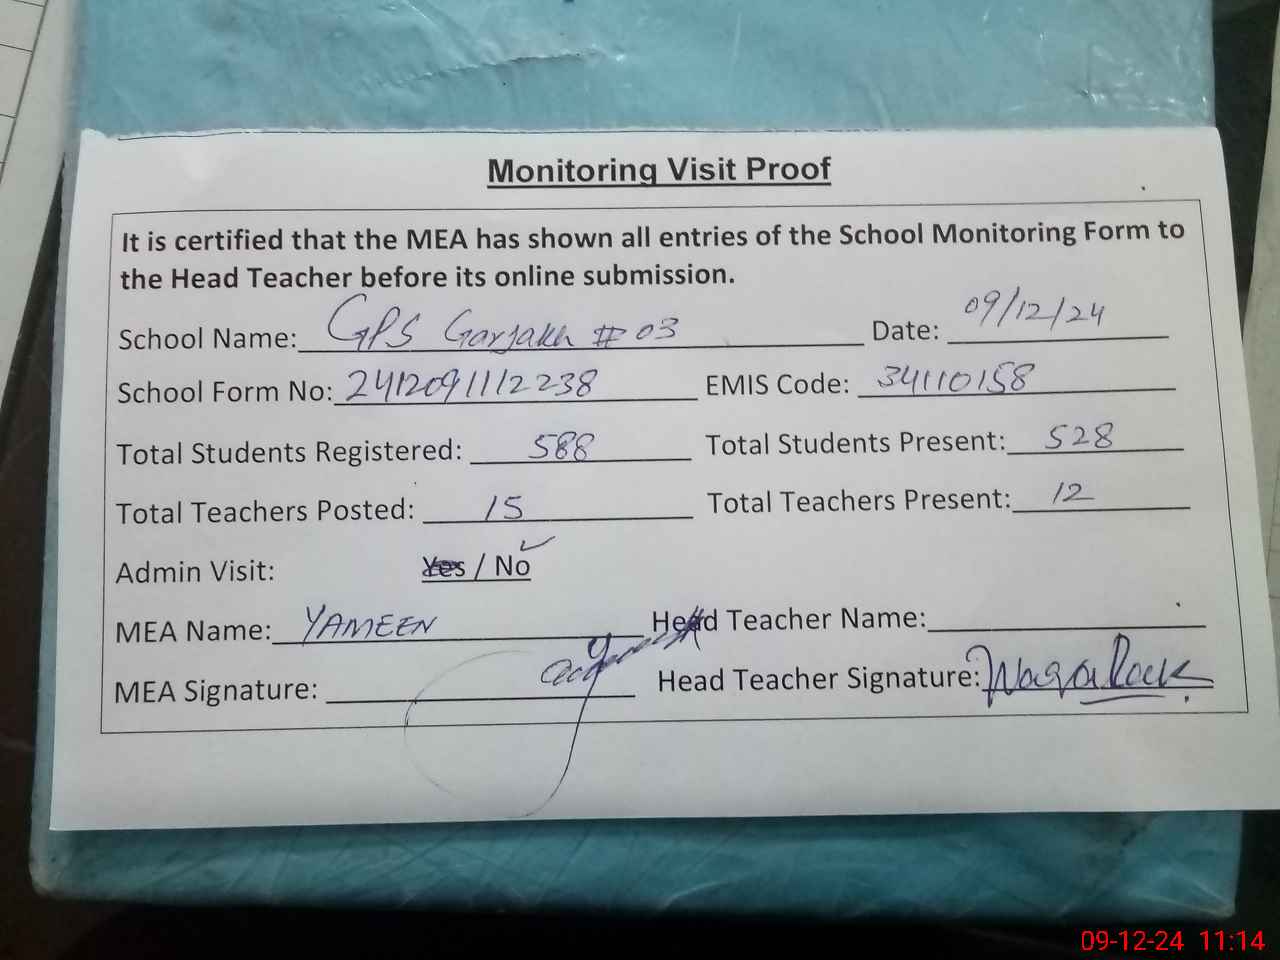 Monitoring Visit Proof
It is certified that the MEA has shown all entries of the School Monitoring Form to
the Head Teacher before its online submission.
School Name: GPS Garjakh # 03 Date: 09/12/24
School Form No: 2412091112238 EMIS Code: 34110158
Total Students Registered: 588 Total Students Present: 528
Total Teachers Posted: 15 Total Teachers Present: 12
Admin Visit: Yes / No
MEA Name: YAMEEN Head Teacher Name:
MEA Signature: Head Teacher Signature:
09-12-24 11:14